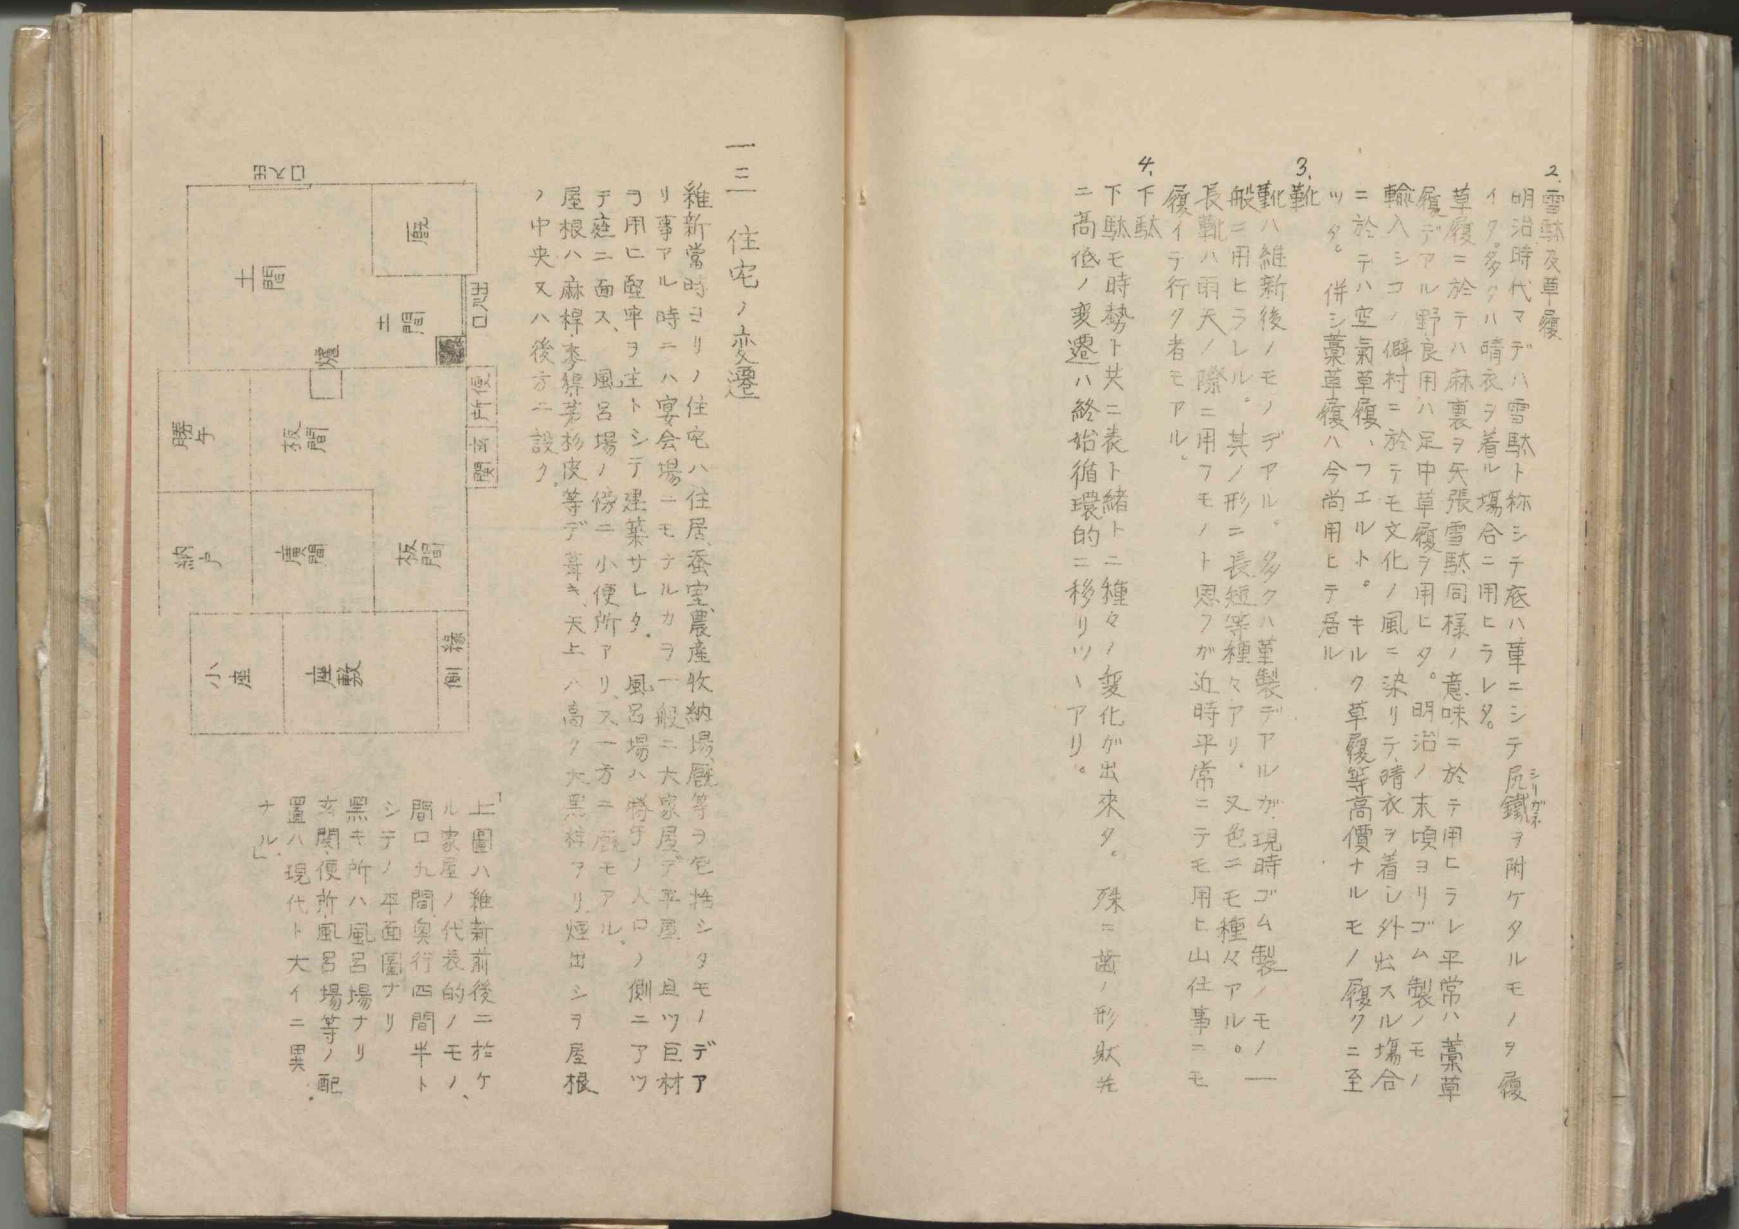 2.
雪駄及草履
明治時代マデハ雪駄ト称シテ底ハ革ニシテ尻鐵ヲ附ケタルモノヲ履
シリガネ
イタ。多クハ晴衣ヲ着ル場合ニ用ヒラレタ。
草履ニ於テハ麻裏ヲ矢張雪駄同様ノ意味ニ於テ用ヒラレ平常ハ藁草
履デアル野良用ハ足中草履ヲ用ヒタ。明治ノ末頃ヨリゴム製ノモノ
輸入シコノ僻村ニ於テモ文化ノ風ニ染リテ晴衣ヲ着シ外出スル場合
ニ於テハ空氣草履、フエルト。キルク草履等高價ナルモノ履クニ至
ツタ。併シ藁草履ハ今尚用ヒテ居ル
3.
靴
靴ハ維新後ノモノデアル。多クハ革製デアルガ現時ゴム製ノモノ一
般ニ用ヒラレル。其ノ形ニ長短等種々アリ。又色ニモ種々アル。
長靴ハ雨天ノ際ニ用フモノト思フが近時平常ニテモ用ヒ山仕事ニモ
履イテ行ク者モアル。
4.
下駄
下駄モ時勢ト共ニ表ト緒トニ種々ノ変化が出來タ。殊ニ歯ノ形状並
ニ高低ノ変遷ハ終始循環的ニ移リツヽアリ。
一三 住宅ノ変遷
維新當時ヨリノ住宅ハ住居、蚕室、農産收納場、厩等ヲ包括シタモノデア
リ事アル時ニハ宴会場ニモナルカラ一般ニ大家屋デ平屋且ツ巨材
ヲ用ヒ堅牢ヲ主トシテ建築サレタ。風呂場ハ勝手ノ入口ノ側ニアツ
テ庭ニ面ス、風呂場ノ傍ニ小便所アリ、又一方ニ厩モアル。
屋根ハ麻桿、麥稈、茅、杉皮等デ葺キ、天上ハ高ク大黒柱アリ煙出シヲ屋根
ノ中央又ハ後方ニ設ク。
出入口
厩
土間
土間
出入口
爐
便所
玄関
勝手
板間
納戸
廣間
板間
小座
座敷
縁側
「上圖ハ維新前後ニ於ケ
ル家屋ノ代表的ノモノ、
間口九間、奥行四間半ト
シテノ平面圖ナリ
黒キ所ハ風呂場ナリ
玄関、便所、風呂場等ノ配
置ハ現代ト大イニ異、
ナル」